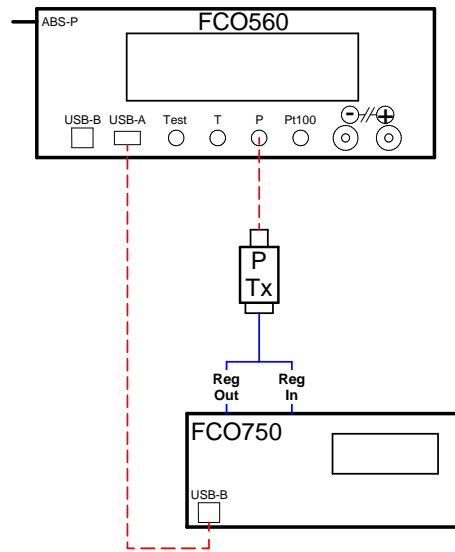 FCO560
ABS-P
USB-B USB-A Test T P Pt100
- // +
P
Tx
Reg Out
Reg In
FCO750
USB-B